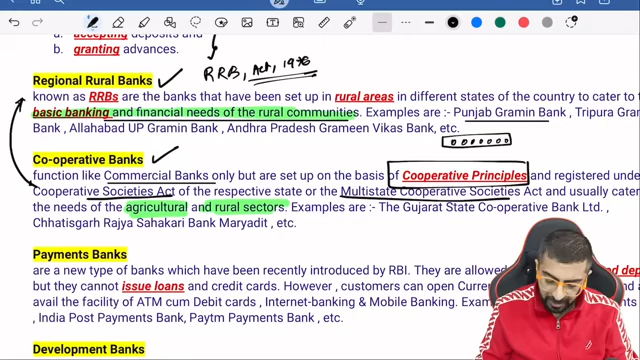 a. accepting deposits and
b. granting advances.
RRB, Act, 1976
Regional Rural Banks
known as RRBs are the banks that have been set up in rural areas in different states of the country to cater to t
basic banking and financial needs of the rural communities. Examples are :- Punjab Gramin Bank , Tripura Gra
Bank , Allahabad UP Gramin Bank , Andhra Pradesh Grameen Vikas Bank, etc.
Co-operative Banks
function like Commercial Banks only but are set up on the basis of Cooperative Principles and registered unde
Cooperative Societies Act of the respective state or the Multistate Cooperative Societies Act and usually cater
the needs of the agricultural and rural sectors. Examples are :- The Gujarat State Co-operative Bank Ltd. ,
Chhatisgarh Rajya Sahakari Bank Maryadit , etc.
Payments Banks
are a new type of banks which have been recently introduced by RBI. They are allowed dep
but they cannot issue loans and credit cards. However , customers can open Curren
avail the facility of ATM cum Debit cards , Internet-banking & Mobile Banking. Exam
, India Post Payments Bank, Paytm Payments Bank , etc.
Development Banks